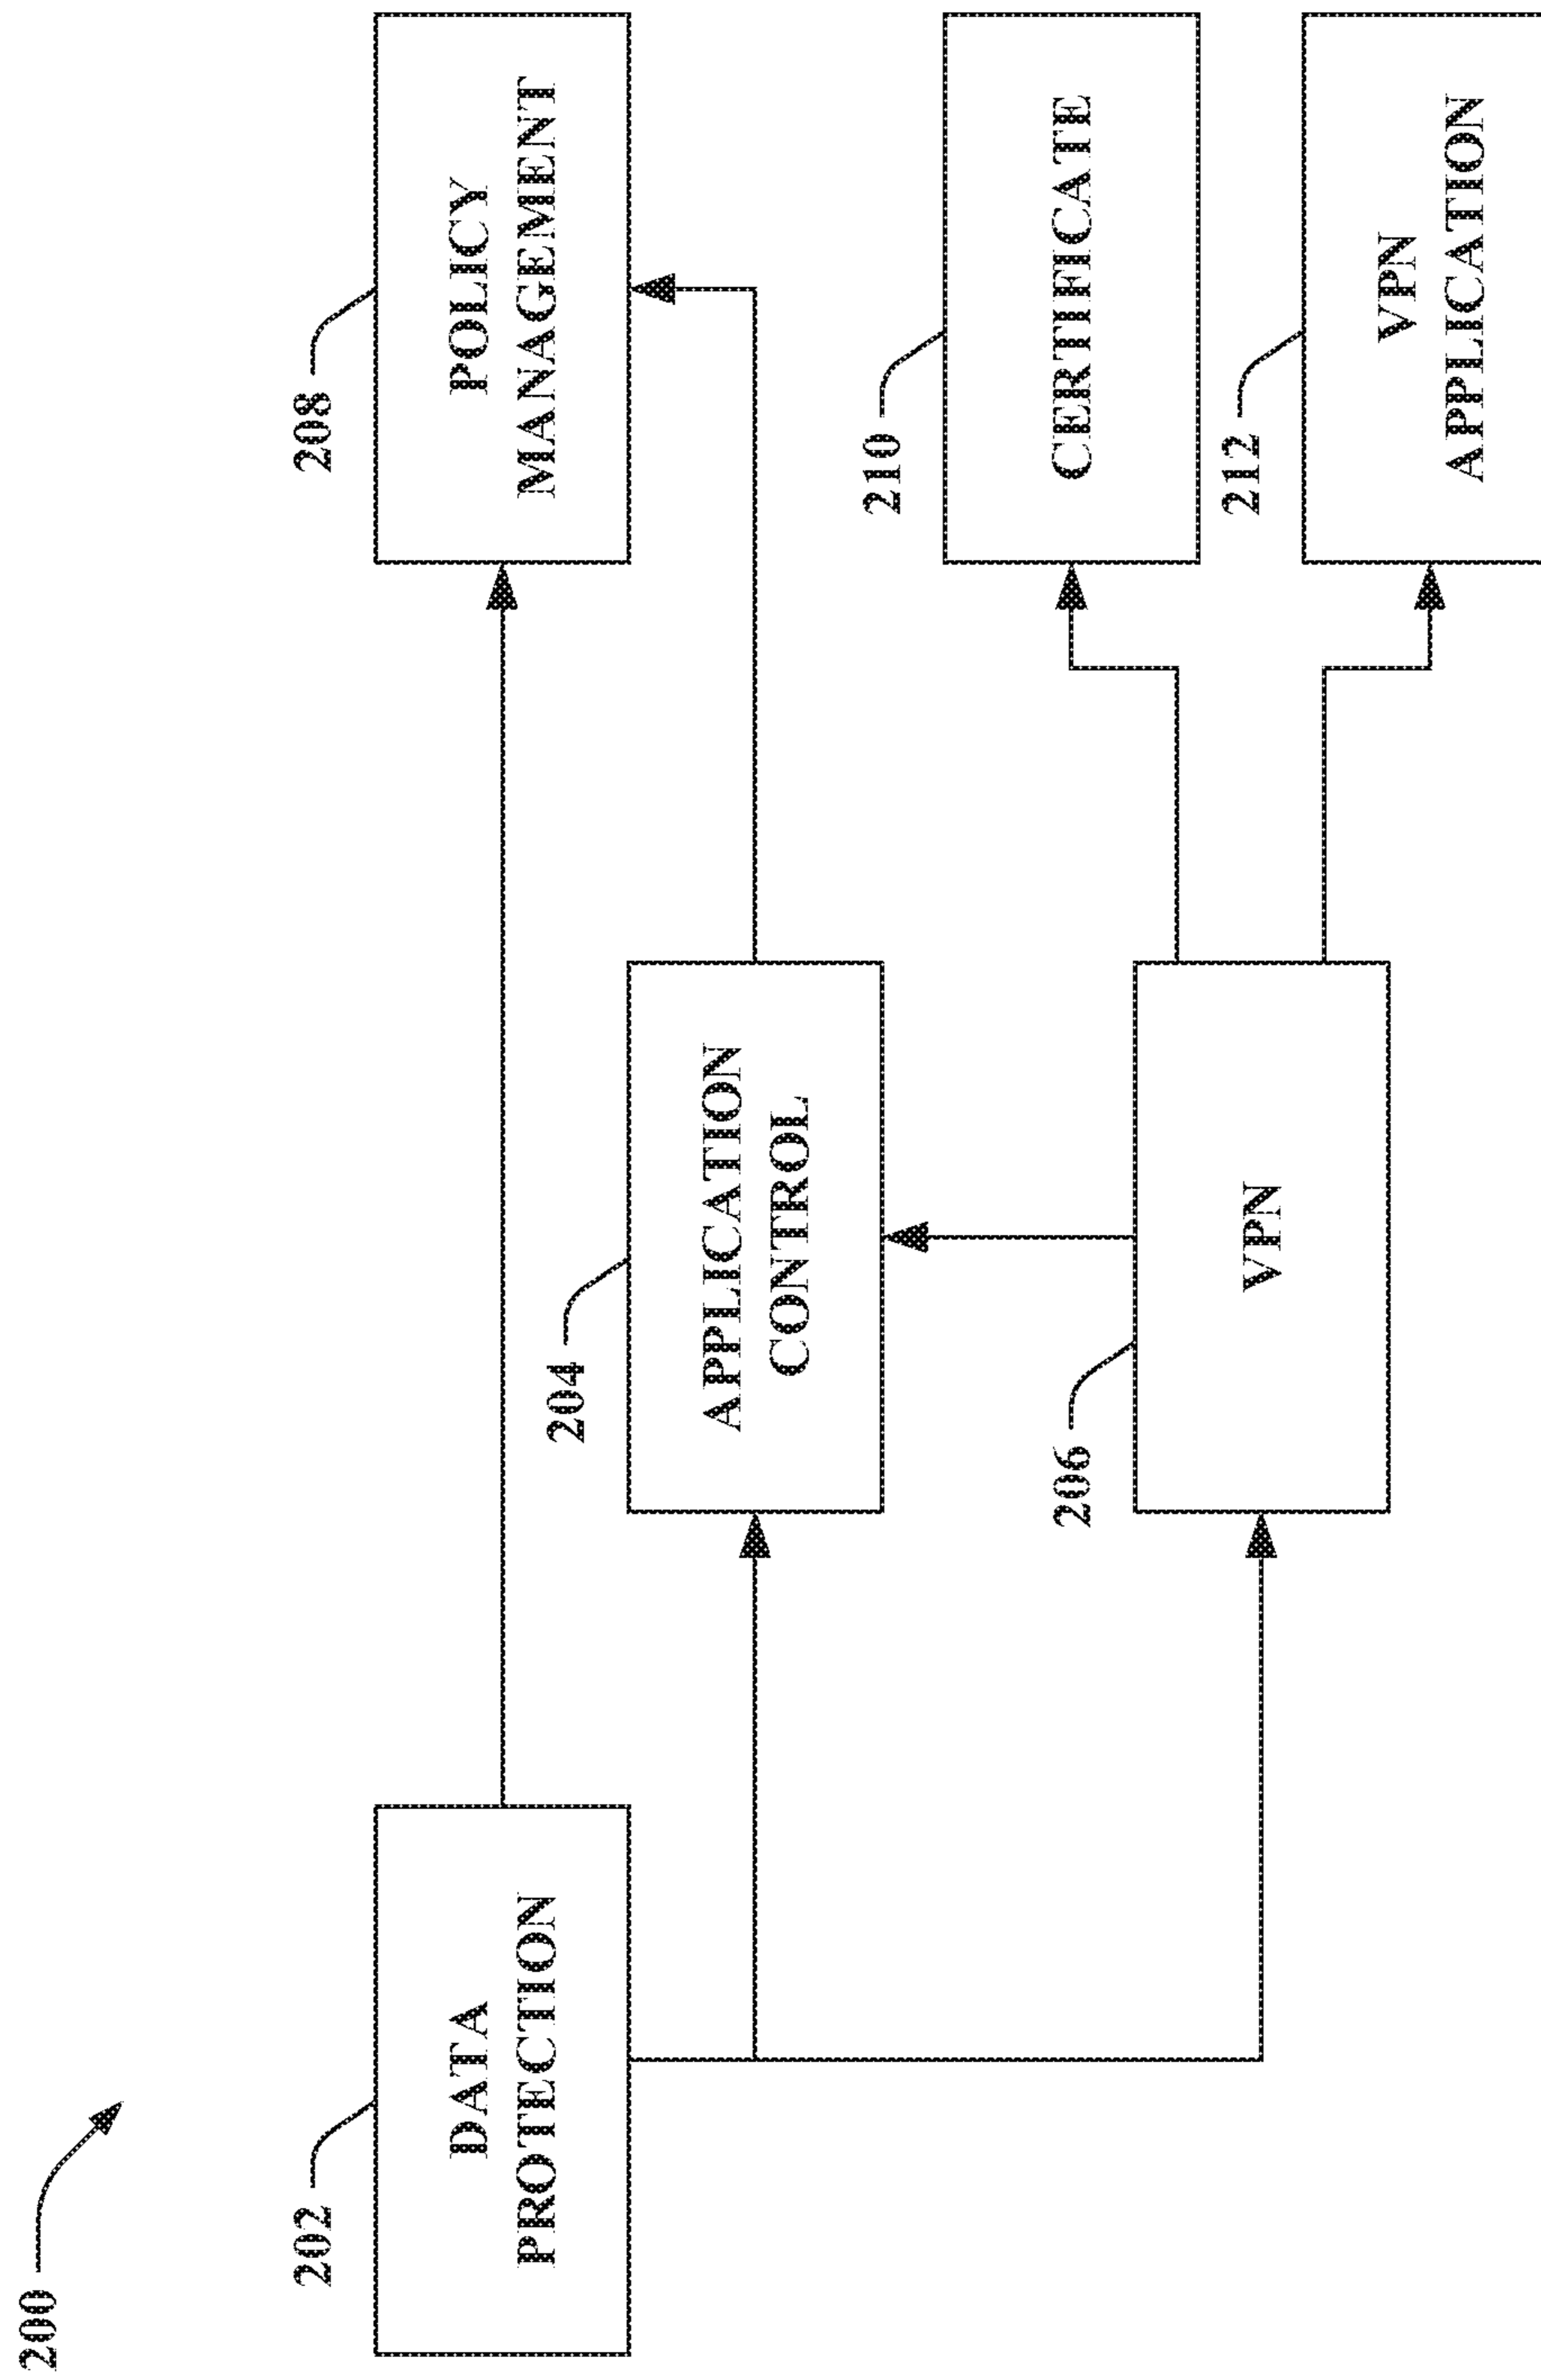 200
202
DATA
PROTECTION
204
APPLICATION
CONTROL
206
VPN
208
POLICY
MANAGEMENT
210
CERTIFICATE
212
VPN
APPLICATION